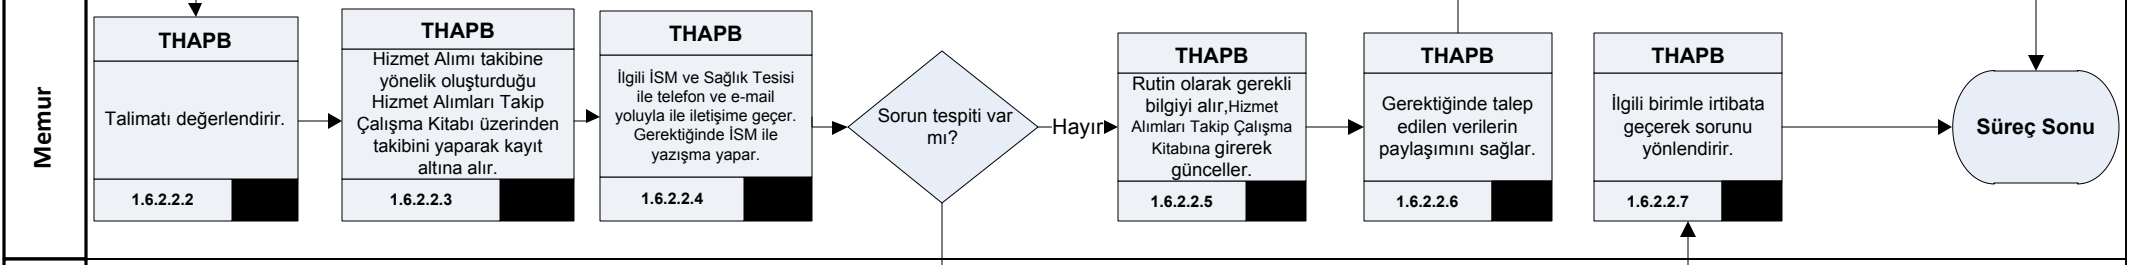 Memur
THAPB
Talimatı değerlendirir.
1.6.2.2.2
THAPB
Hizmet Alımı takibine
yönelik oluşturduğu
Hizmet Alımları Takip
Çalışma Kitabı üzerinden
takibini yaparak kayıt
altına alır.
1.6.2.2.3
THAPB
İlgili İSM ve Sağlık Tesisi
ile telefon ve e-mail
yoluyla ile iletişime geçer.
Gerektiğinde İSM ile
yazışma yapar.
1.6.2.2.4
Sorun tespiti var
mı?
Hayır
THAPB
Rutin olarak gerekli
bilgiyi alır,Hizmet
Alımları Takip Çalışma
Kitabına girerek
günceller.
1.6.2.2.5
THAPB
Gerektiğinde talep
edilen verilerin
paylaşımını sağlar.
1.6.2.2.6
THAPB
İlgili birimle irtibata
geçerek sorunu
yönlendirir.
1.6.2.2.7
Süreç Sonu